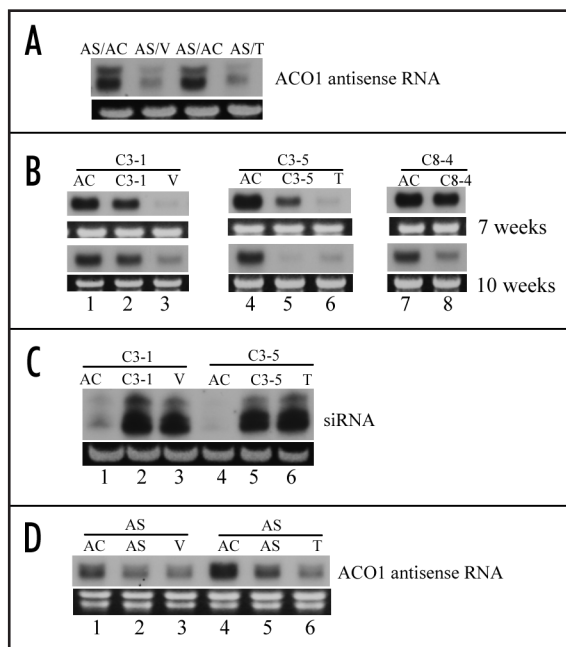 A
AS/AC AS/V AS/AC AS/T
ACO1 antisense RNA
B
C3-1 C3-5 C8-4
AC C3-1 V AC C3-5 T AC C8-4
7 weeks
10 weeks
1 2 3 4 5 6 7 8
C
C3-1 C3-5
AC C3-1 V AC C3-5 T
siRNA
1 2 3 4 5 6
D
AS AS
AC AS V AC AS T
ACO1 antisense RNA
1 2 3 4 5 6